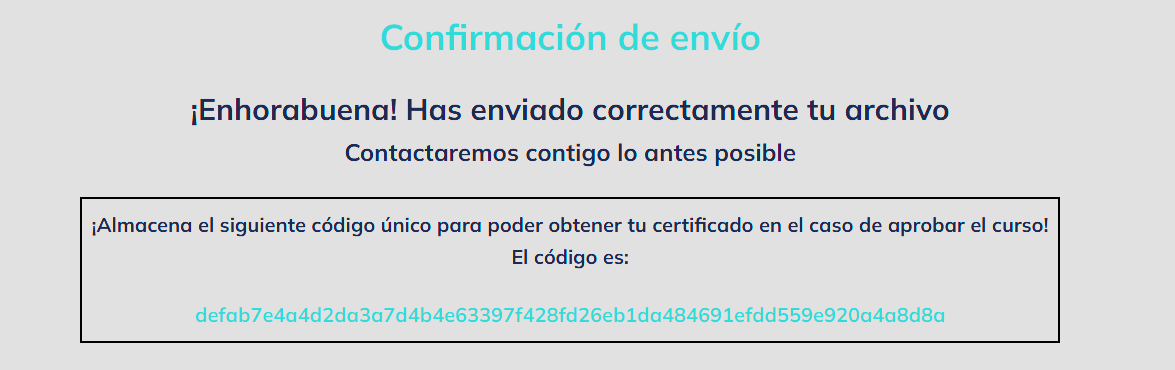 Confirmación de envío
¡Enhorabuena! Has enviado correctamente tu archivo
Contactaremos contigo lo antes posible
¡Almacena el siguiente código único para poder obtener tu certificado en el caso de aprobar el curso!
El código es:
defab7e4a4d2da3a7d4b4e63397f428fd26eb1da484691efdd559e920a4a8d8a